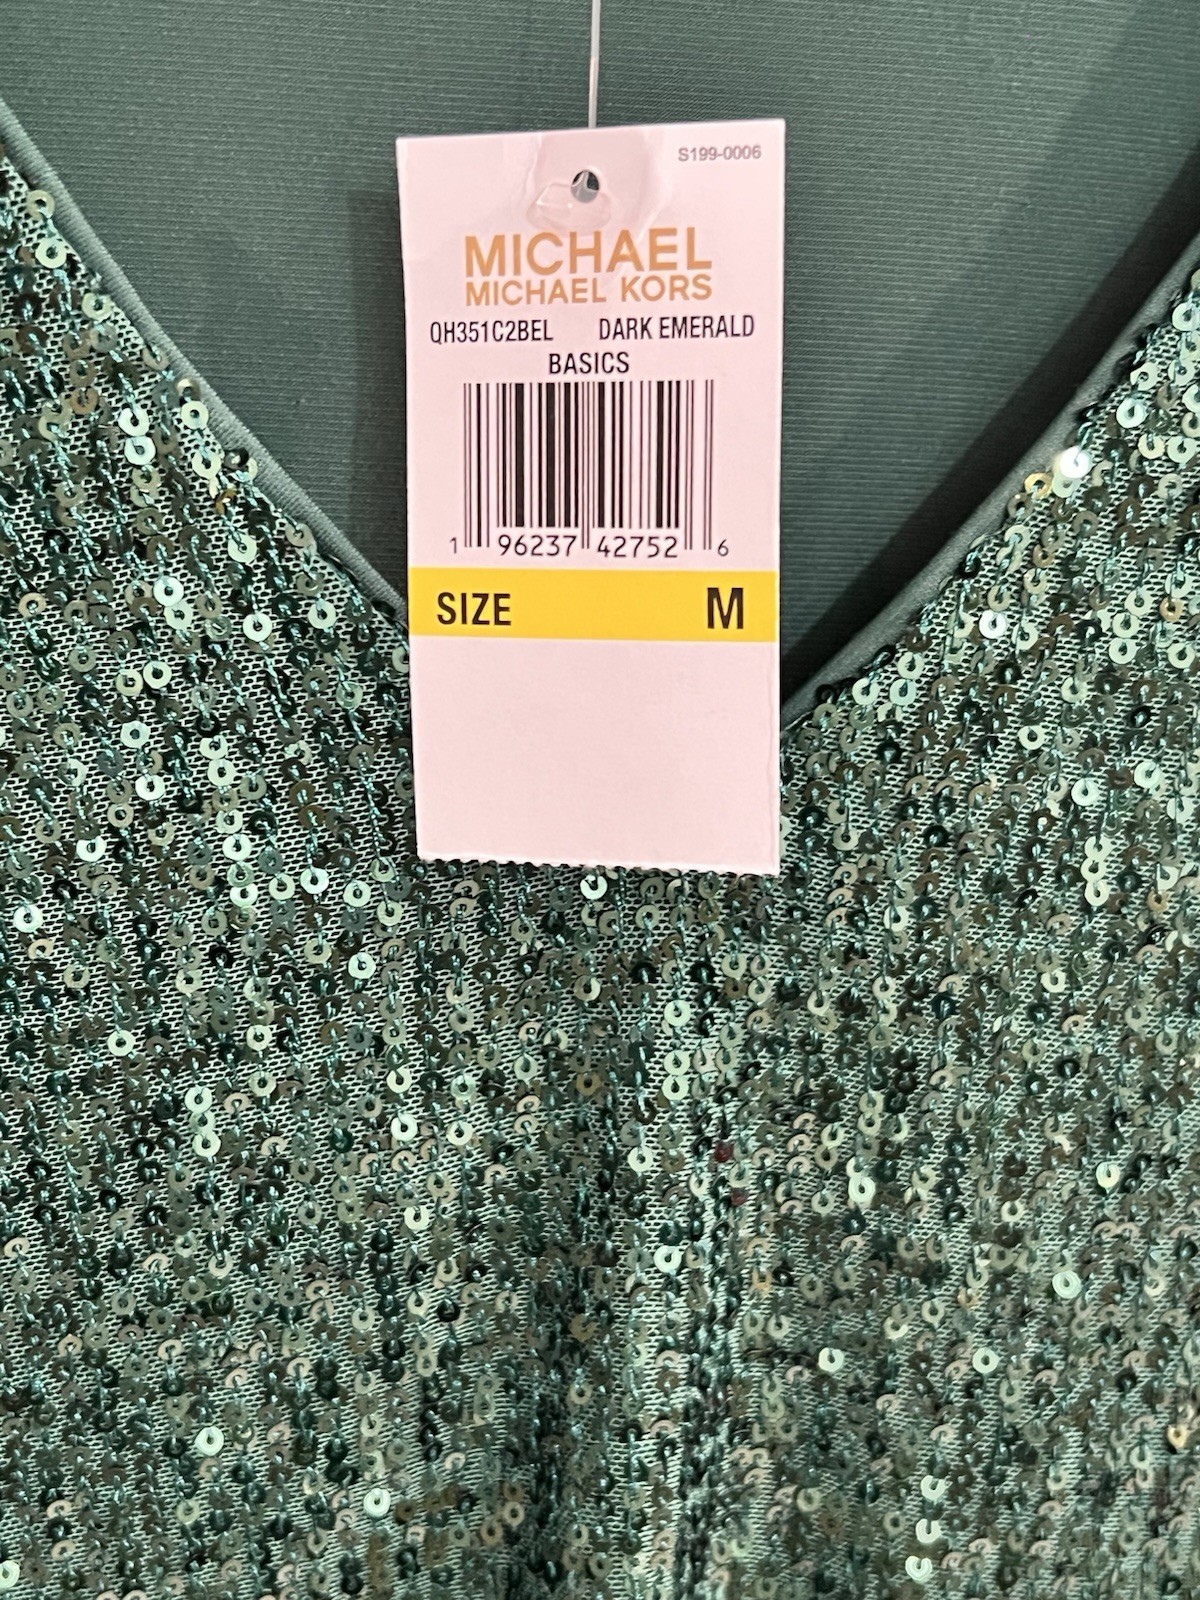 S199-0006
MICHAEL
MICHAEL KORS
QH351C2BEL DARK EMERALD
BASICS
1 96237 42752 6
SIZE M